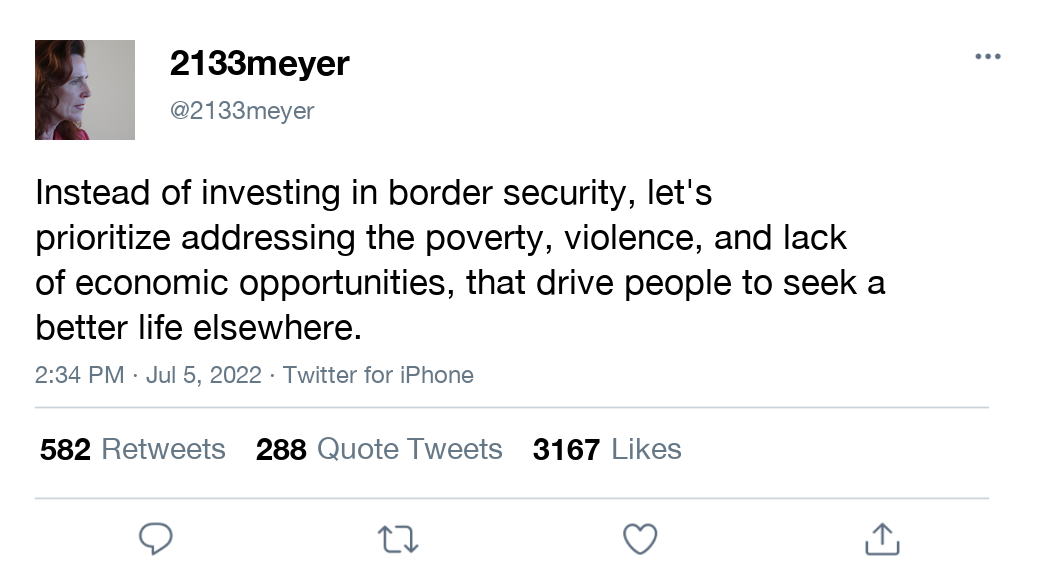 2133meyer
@2133meyer
Instead of investing in border security, let's
prioritize addressing the poverty, violence, and lack
of economic opportunities, that drive people to seek a
better life elsewhere.
2:34 PM · Jul 5, 2022 · Twitter for iPhone
582 Retweets 288 Quote Tweets 3167 Likes